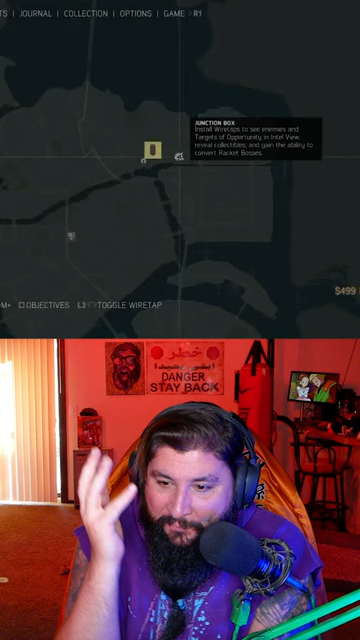 TS | JOURNAL | COLLECTION | OPTIONS | GAME R1
JUNCTION BOX
Install Wiretaps to see enemies and
Targets of Opportunity in Intel View,
reveal collectibles, and gain the ability to
convert Racket Bosses.
$499
OM+ OBJECTIVES L3 TOGGLE WIRETAP
خطر
DANGER
STAY BACK